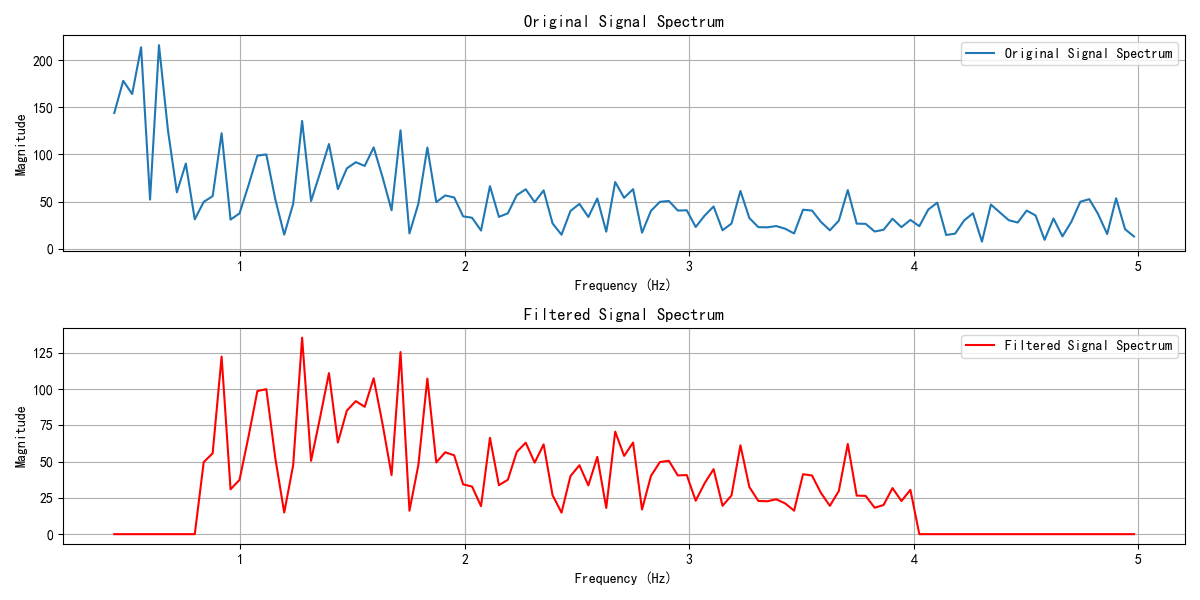 Original Signal Spectrum
Original Signal Spectrum
200
150
100
50
0
Magnitude
1 2 3 4 5
Frequency (Hz)
Filtered Signal Spectrum
Filtered Signal Spectrum
125
100
75
50
25
0
Magnitude
1 2 3 4 5
Frequency (Hz)